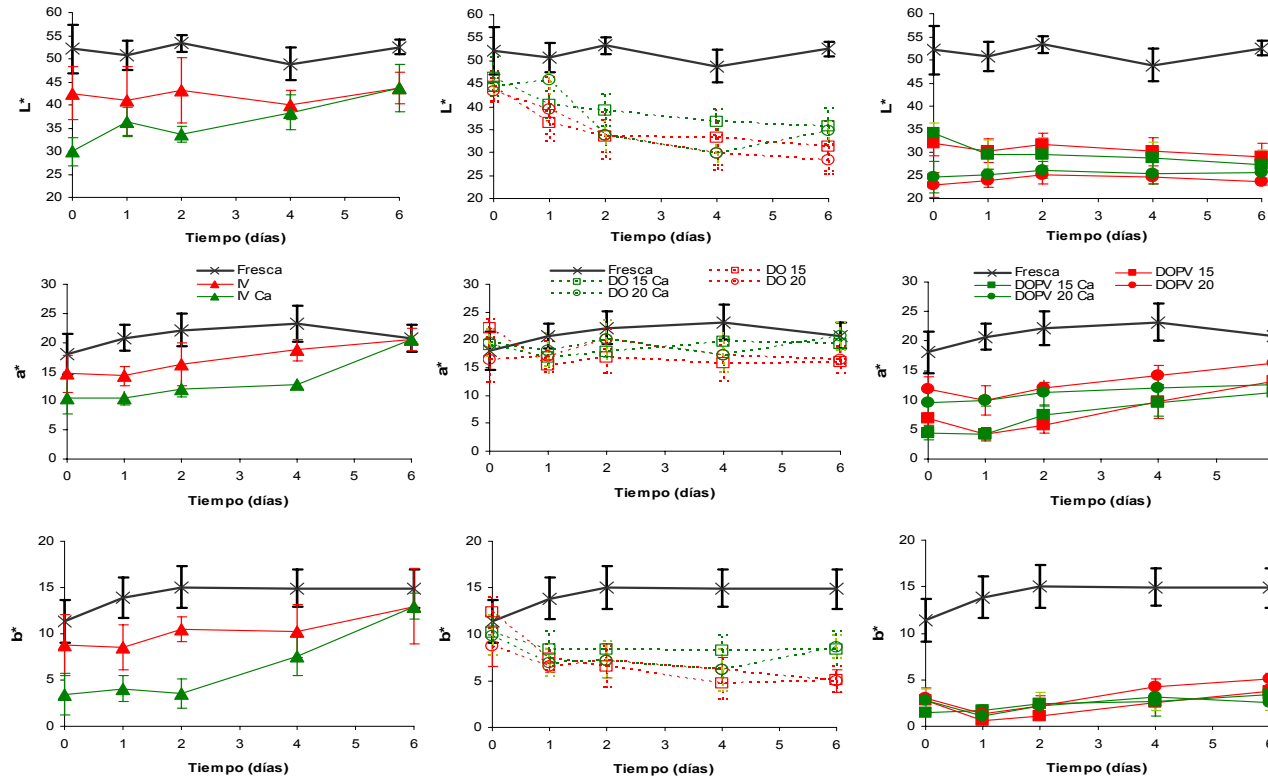 60
55
50
45
40
35
30
25
20
L*
0 1 2 4 6
Tiempo (días)
60
55
50
45
40
35
30
25
20
L*
0 1 2 3 4 5 6
Tiempo (días)
60
55
50
45
40
35
30
25
20
L*
0 1 2 3 4 5 6
Tiempo (días)
Fresca
IV
IV Ca
30
25
20
15
10
5
0
a*
0 1 2 3 4 5 6
Tiempo (días)
Fresca DO 15
DO 15 Ca DO 20
DO 20 Ca
30
25
20
15
10
5
0
a*
0 1 2 3 4 5 6
Tiempo (días)
Fresca DOPV 15
DOPV 15 Ca DOPV 20
DOPV 20 Ca
30
25
20
15
10
5
0
a*
0 1 2 3 4 5 6
Tiempo (días)
20
15
10
5
0
b*
0 1 2 3 4 5 6
Tiempo (días)
20
15
10
5
0
b*
0 1 2 3 4 5 6
Tiempo (días)
20
15
10
5
0
b*
0 1 2 3 4 5 6
Tiempo (días)